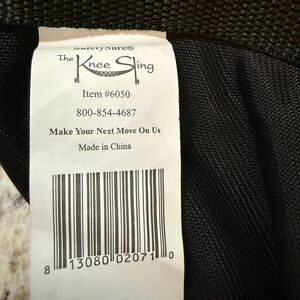 SafetySure®
The Knee Sling
Item #6050
800-854-4687
Make Your Next Move On Us
Made in China
8 13080 02071 0